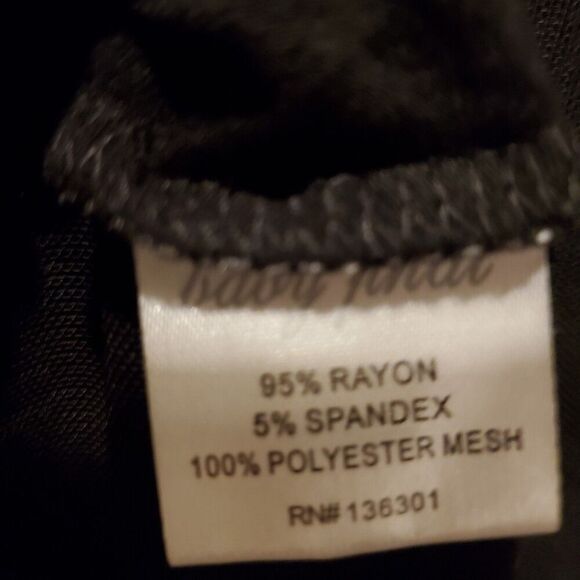 95% RAYON
5% SPANDEX
100% POLYESTER MESH
RN# 136301